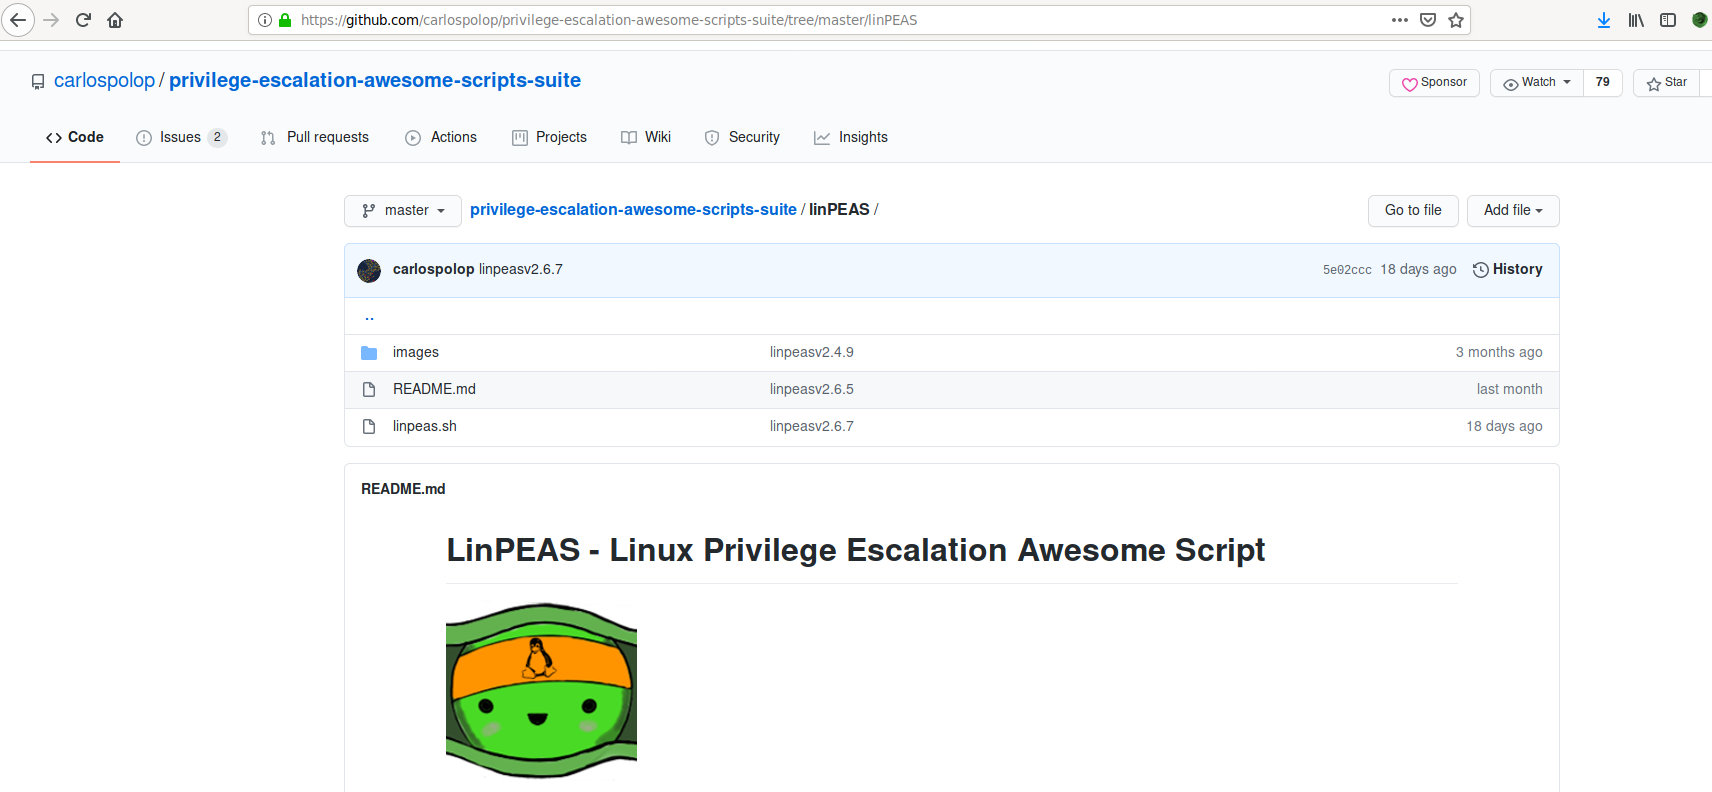 https://github.com/carlospolop/privilege-escalation-awesome-scripts-suite/tree/master/linPEAS
carlospolop / privilege-escalation-awesome-scripts-suite
Sponsor Watch 79 Star
Code Issues 2 Pull requests Actions Projects Wiki Security Insights
master privilege-escalation-awesome-scripts-suite / linPEAS / Go to file Add file
carlospolop linpeasv2.6.7 5e02ccc 18 days ago History
..
images linpeasv2.4.9 3 months ago
README.md linpeasv2.6.5 last month
linpeas.sh linpeasv2.6.7 18 days ago
README.md
LinPEAS - Linux Privilege Escalation Awesome Script